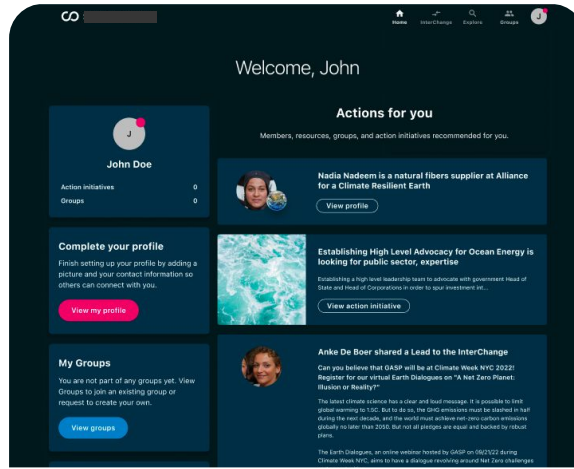 Home
InterChange
Explore
Groups
J
Welcome, John
J
John Doe
Action initiatives 0
Groups 0
Complete your profile
Finish setting up your profile by adding a
picture and your contact information so
others can connect with you.
View my profile
My Groups
You are not part of any groups yet. View
Groups to join an existing group or
request to create your own.
View groups
Actions for you
Members, resources, groups, and action initiatives recommended for you.
Nadia Nadeem is a natural fibers supplier at Alliance
for a Climate Resilient Earth
View profile
Establishing High Level Advocacy for Ocean Energy is
looking for public sector, expertise
Establishing a high level leadership team to advocate with government Head of
State and Head of Corporations in order to spur investment int...
View action initiative
Anke De Boer shared a Lead to the InterChange
Can you believe that GASP will be at Climate Week NYC 2022!
Register for our virtual Earth Dialogues on "A Net Zero Planet:
Illusion or Reality?"
The latest climate science has a clear and loud message. It is possible to limit
global warming to 1.5C. But to do so, the GHG emissions must be slashed in half
during the next decade, and the world must achieve net-zero carbon emissions
globally no later than 2050. But not all pledges are equal and backed by robust
plans.
The Earth Dialogues, an online webinar hosted by GASP on 09/21/22 during
Climate Week NYC, aims to have a dialogue revolving around Net Zero challenges